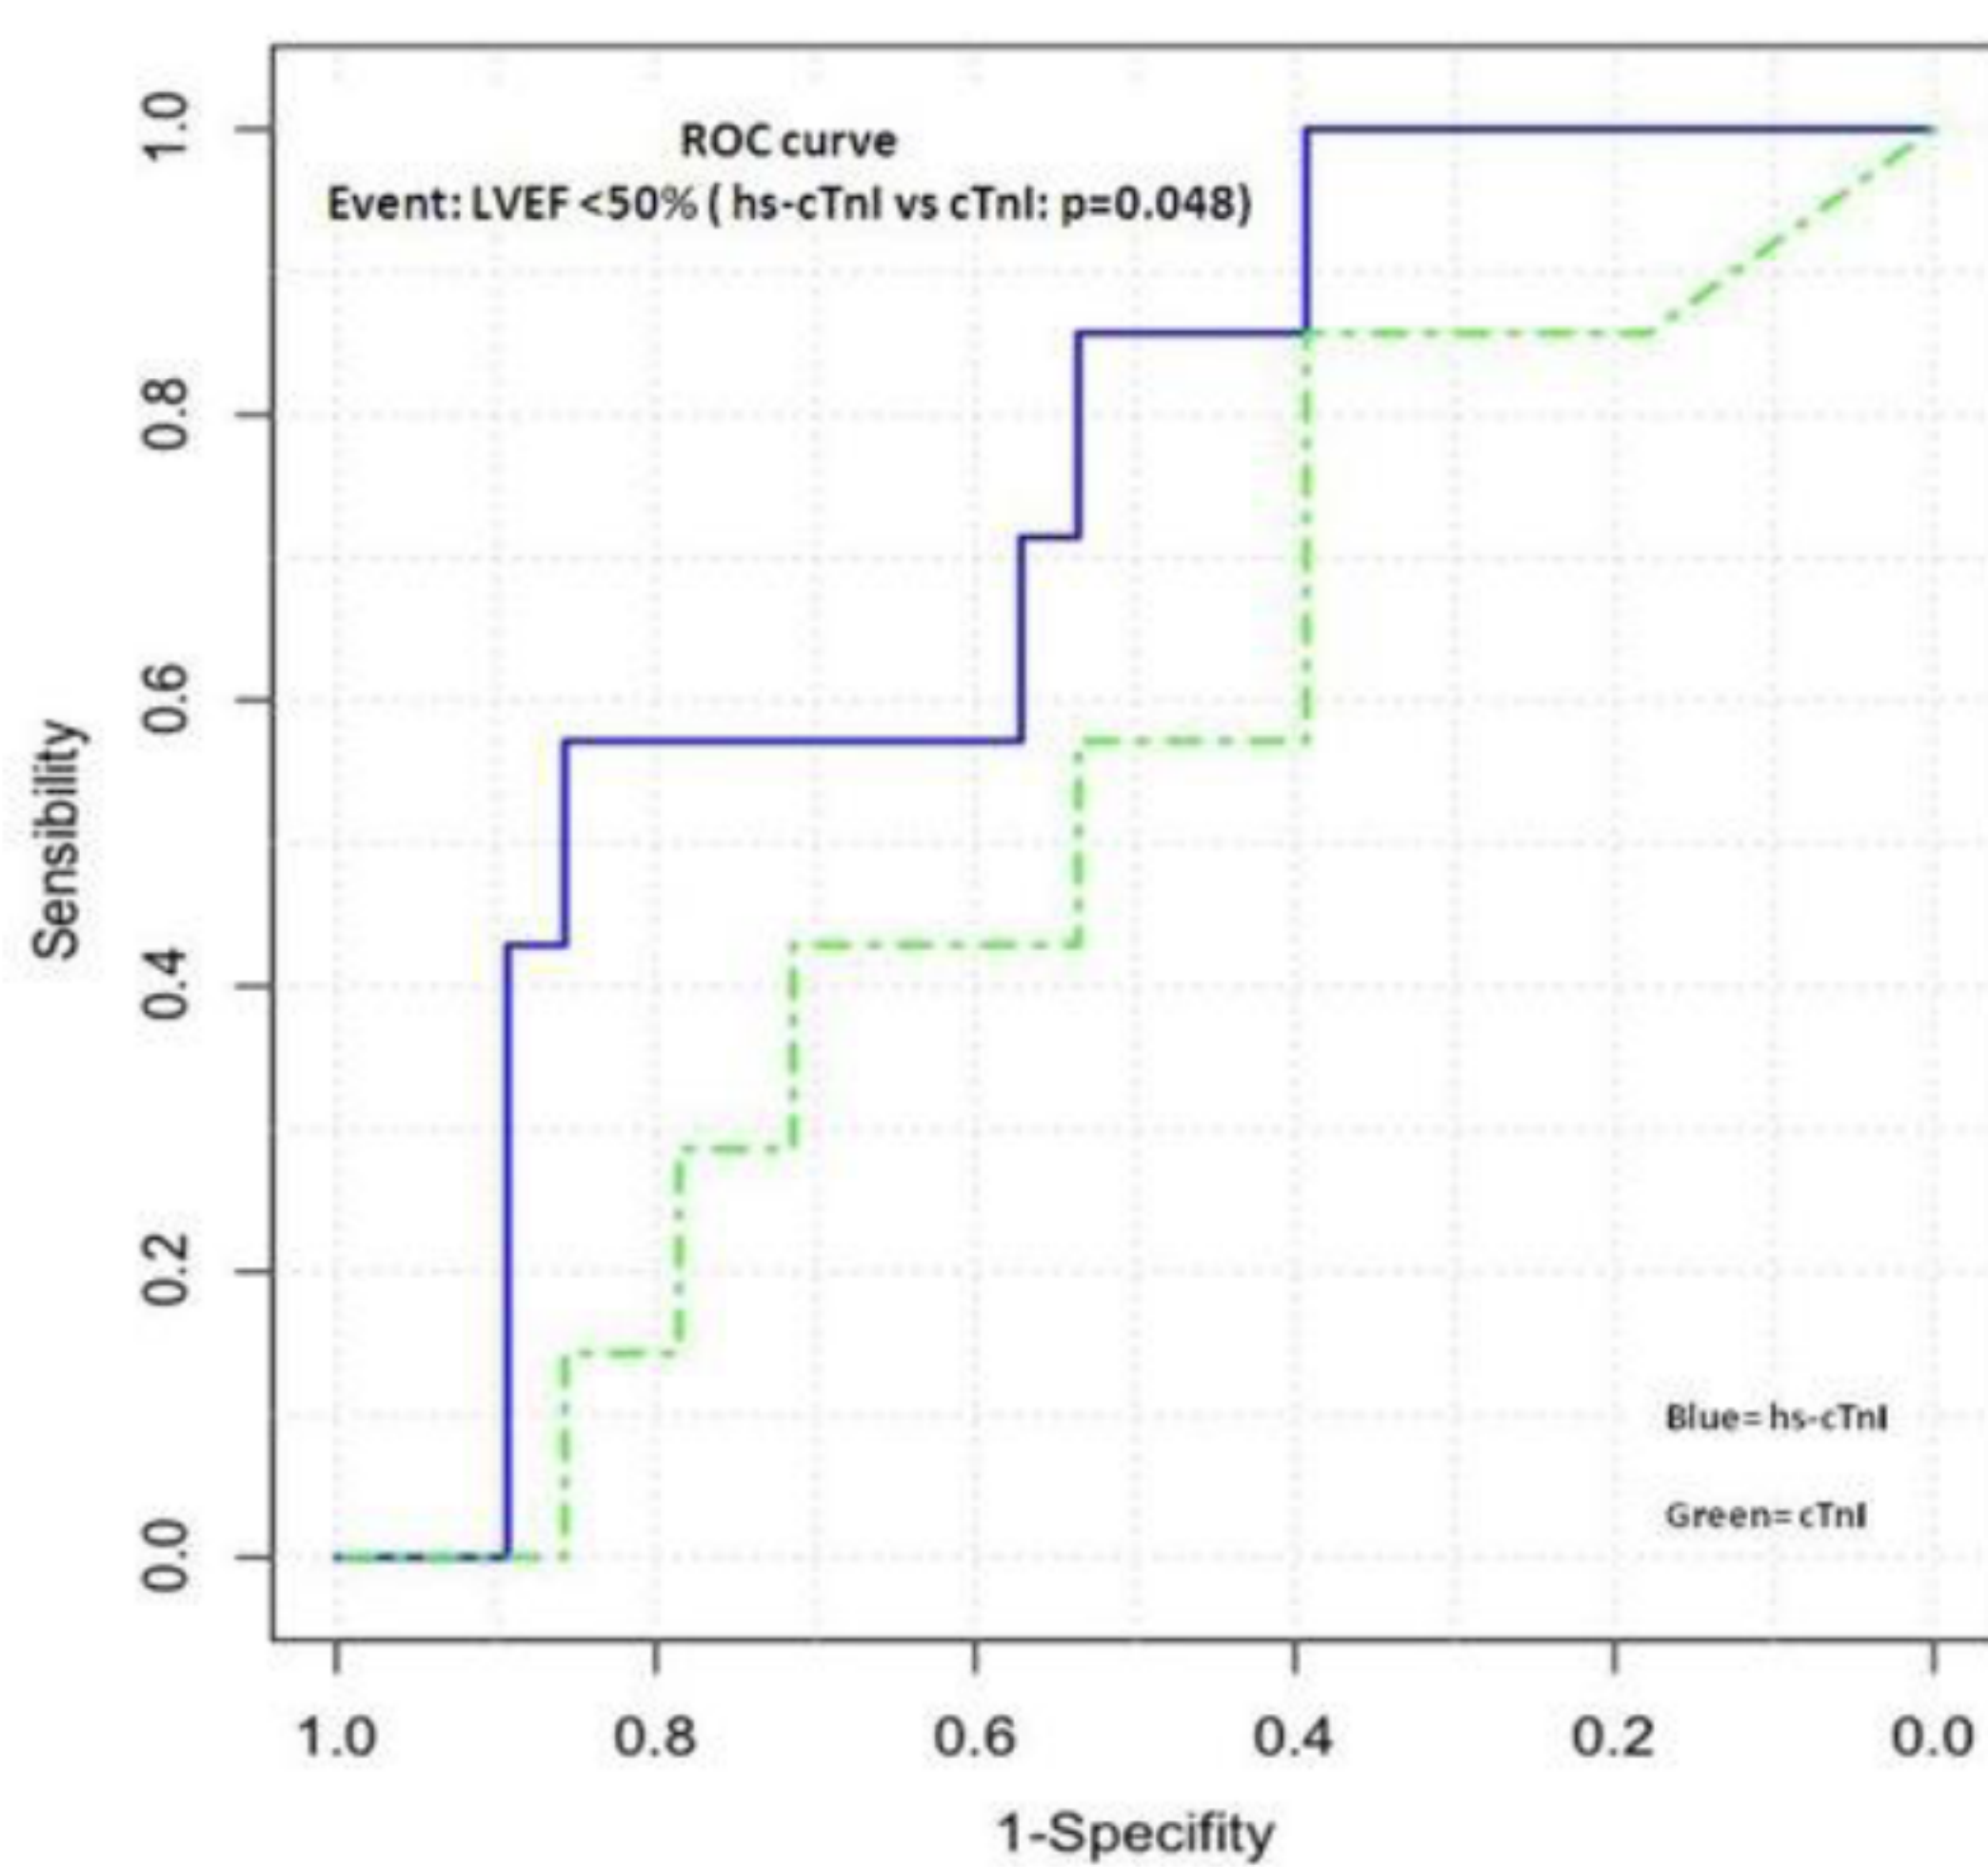 ROC curve
Event: LVEF <50% ( hs-cTnI vs cTnI: p=0.048)
1.0
0.8
0.6
0.4
0.2
0.0
Sensibility
Blue= hs-cTnI
Green= cTnI
1.0 0.8 0.6 0.4 0.2 0.0
1-Specifity